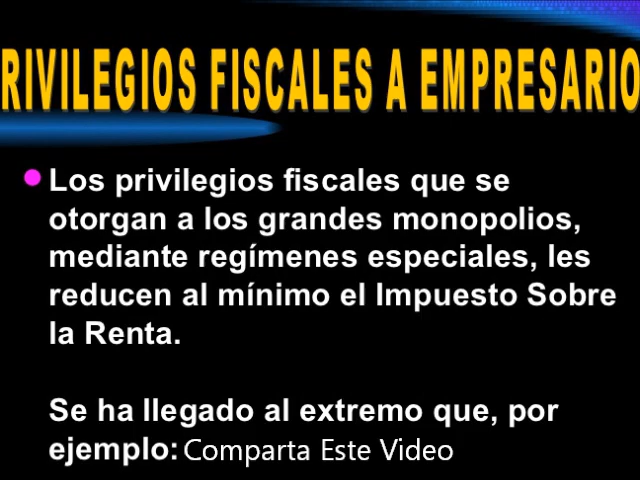 RIVILEGIOS FISCALES A EMPRESARIO
Los privilegios fiscales que se
otorgan a los grandes monopolios,
mediante regímenes especiales, les
reducen al mínimo el Impuesto Sobre
la Renta.
Se ha llegado al extremo que, por
ejemplo: Comparta Este Video